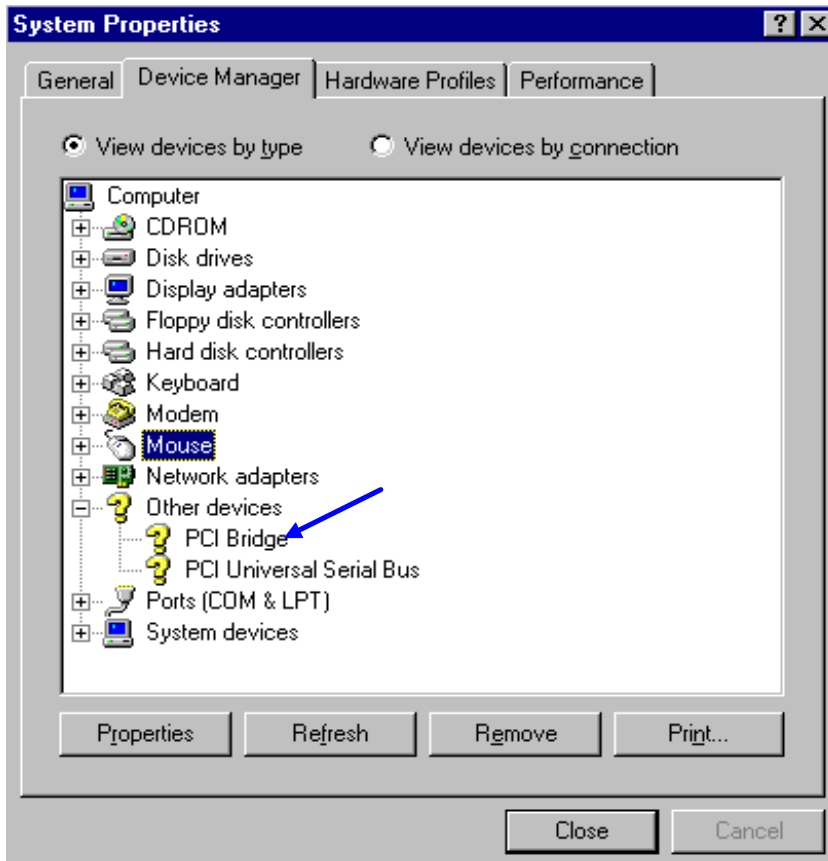 System Properties
General Device Manager Hardware Profiles Performance
View devices by type View devices by connection
Computer
CDROM
Disk drives
Display adapters
Floppy disk controllers
Hard disk controllers
Keyboard
Modem
Mouse
Network adapters
Other devices
PCI Bridge
PCI Universal Serial Bus
Ports (COM & LPT)
System devices
Properties Refresh Remove Print...
Close Cancel